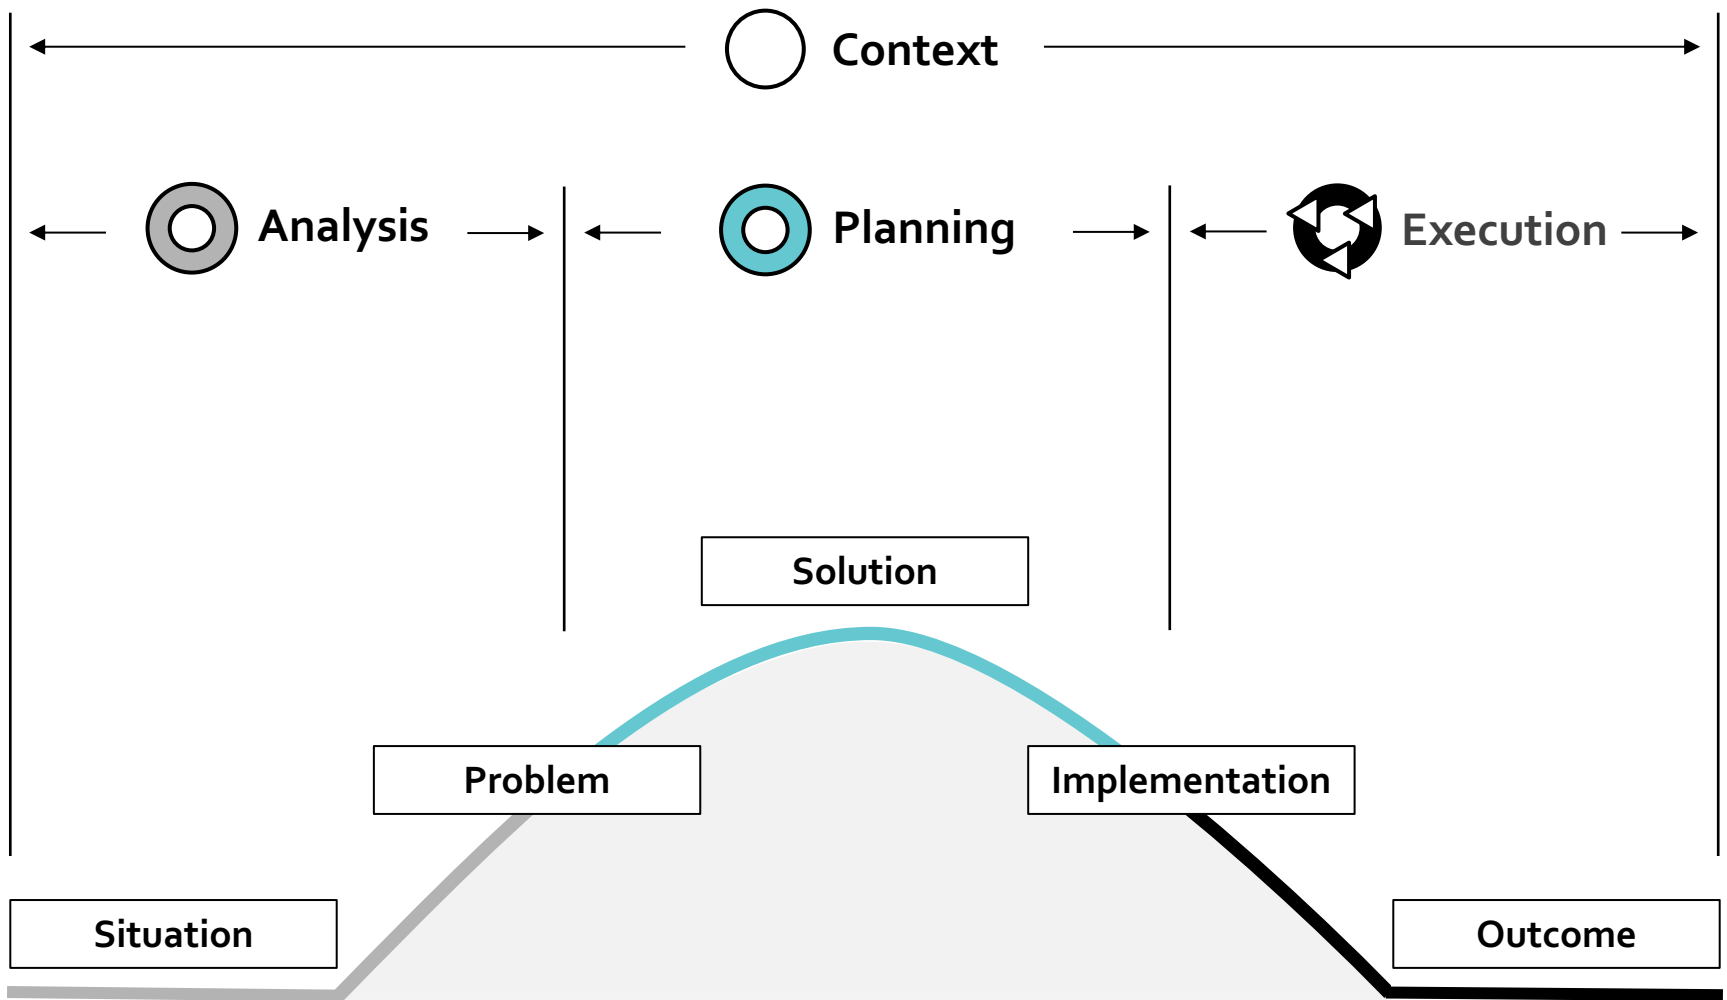 Context
Analysis
Planning
Execution
Solution
Problem
Implementation
Situation
Outcome